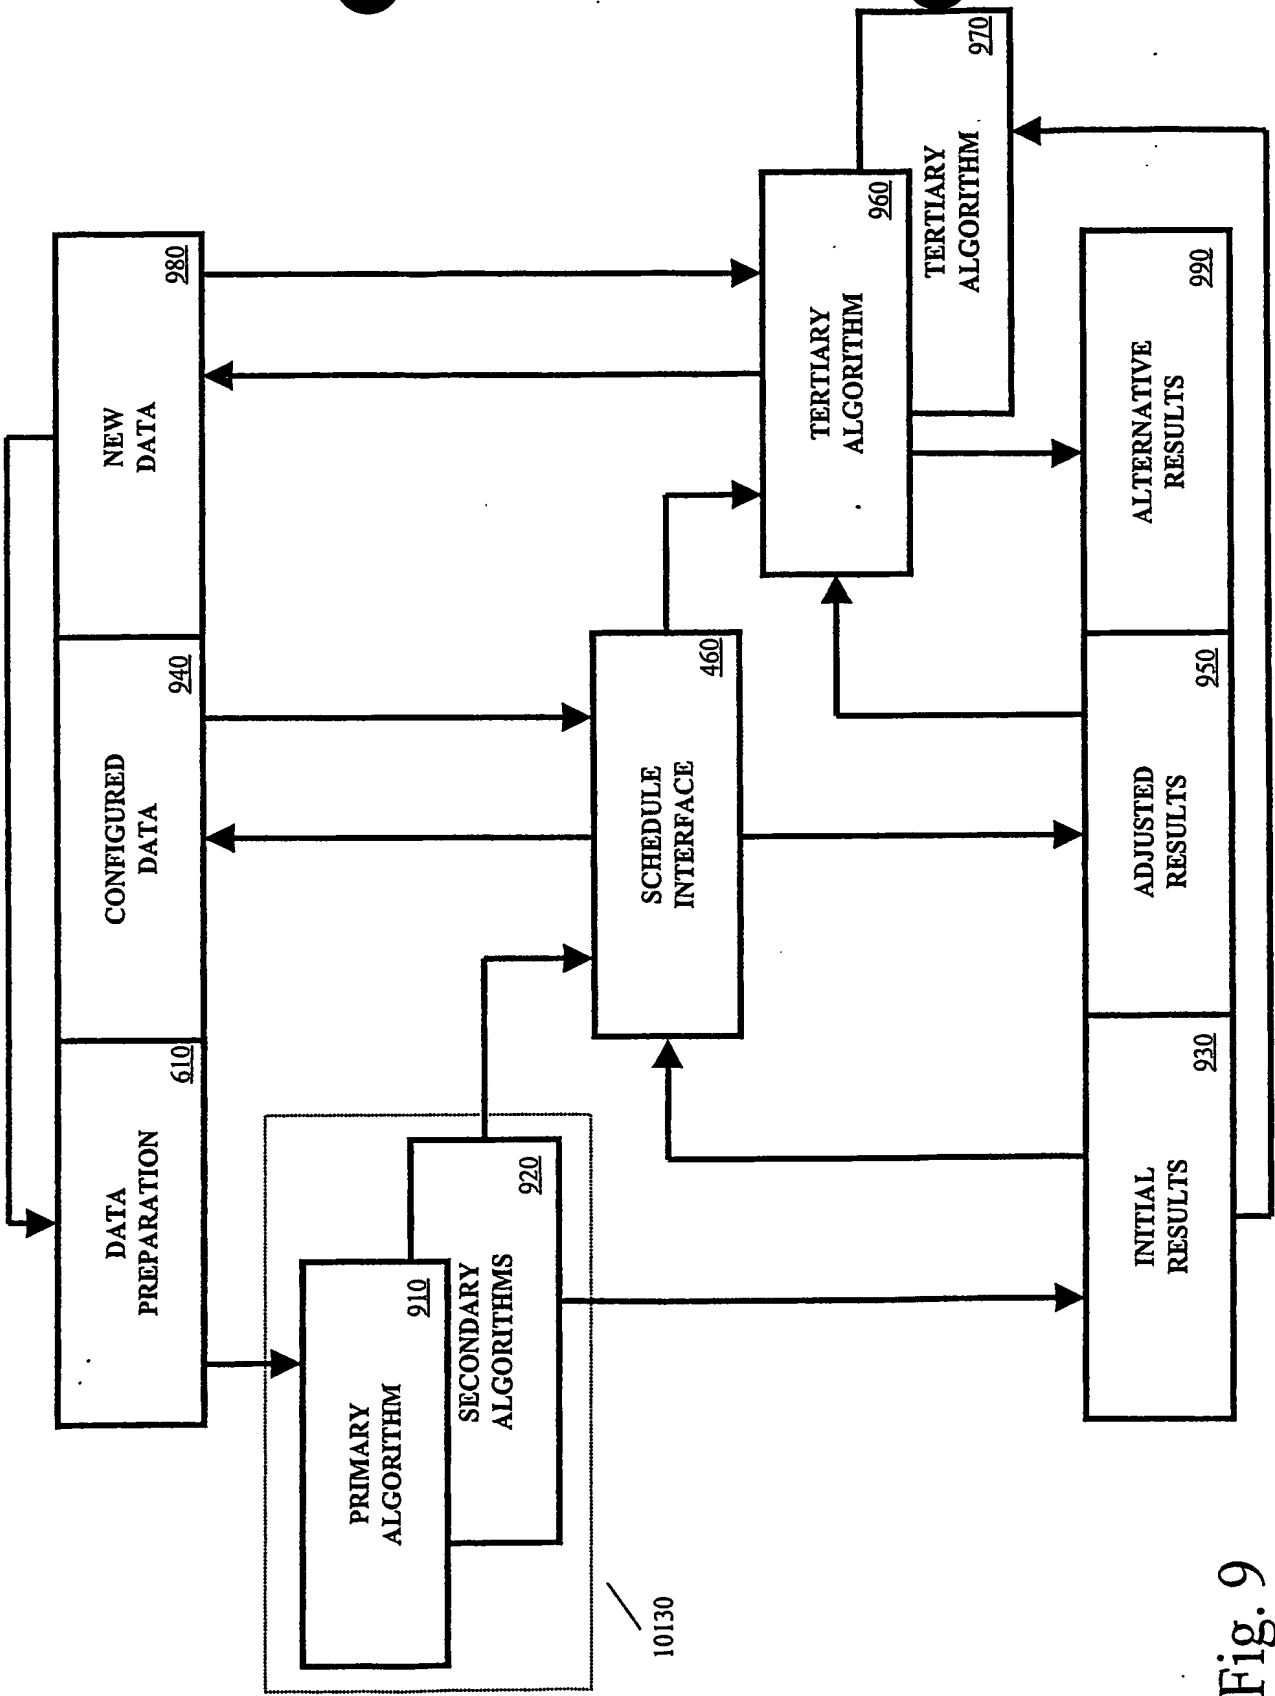 DATA
PREPARATION
610
CONFIGURED
DATA
940
NEW
DATA
980
PRIMARY
ALGORITHM
910
SECONDARY
ALGORITHMS
920
10130
SCHEDULE
INTERFACE
460
TERTIARY
ALGORITHM
960
TERTIARY
ALGORITHM
970
INITIAL
RESULTS
930
ADJUSTED
RESULTS
950
ALTERNATIVE
RESULTS
990
Fig. 9